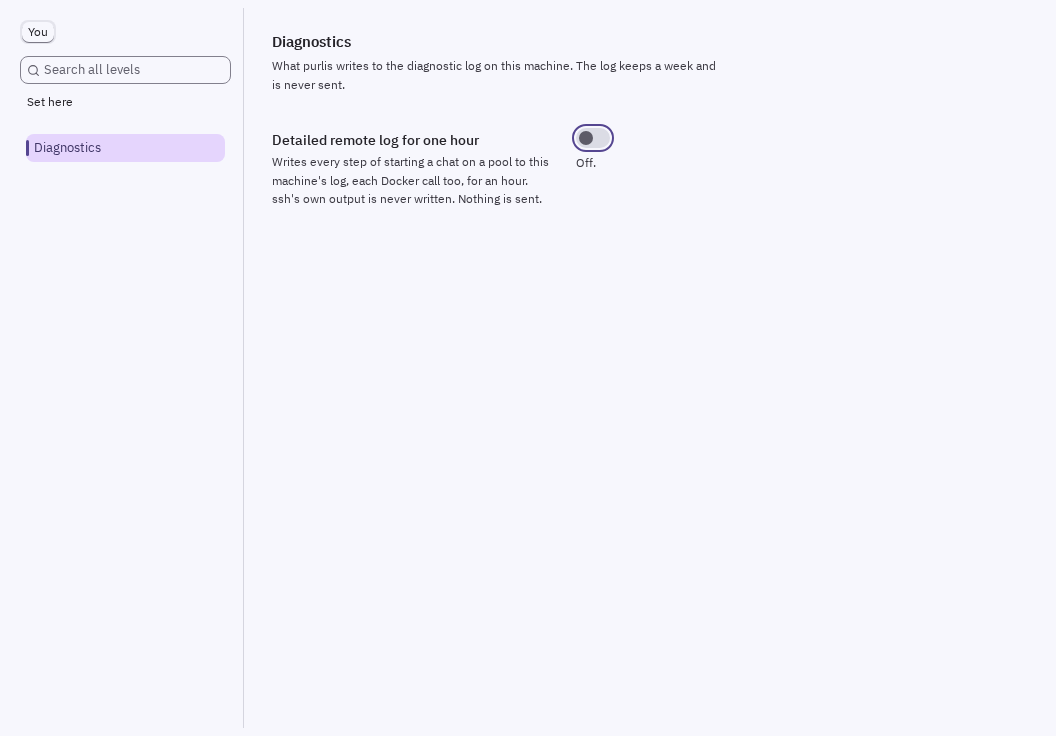 You
Search all levels
Set here
Diagnostics
Diagnostics
What purlis writes to the diagnostic log on this machine. The log keeps a week and
is never sent.
Detailed remote log for one hour
Writes every step of starting a chat on a pool to this
machine's log, each Docker call too, for an hour.
ssh's own output is never written. Nothing is sent.
Off.